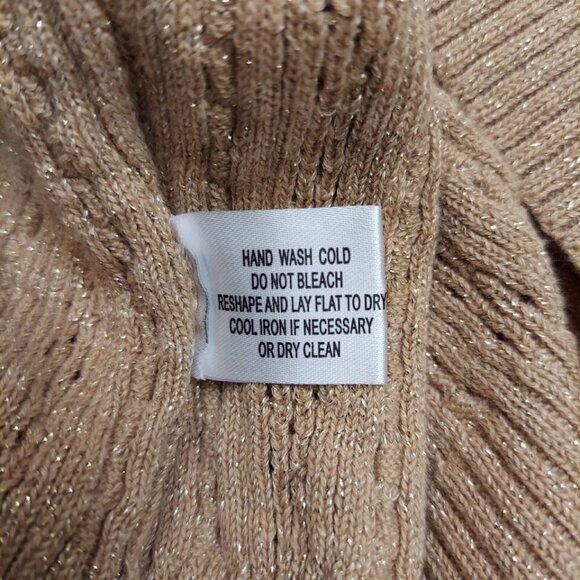 HAND WASH COLD
DO NOT BLEACH
RESHAPE AND LAY FLAT TO DRY
COOL IRON IF NECESSARY
OR DRY CLEAN